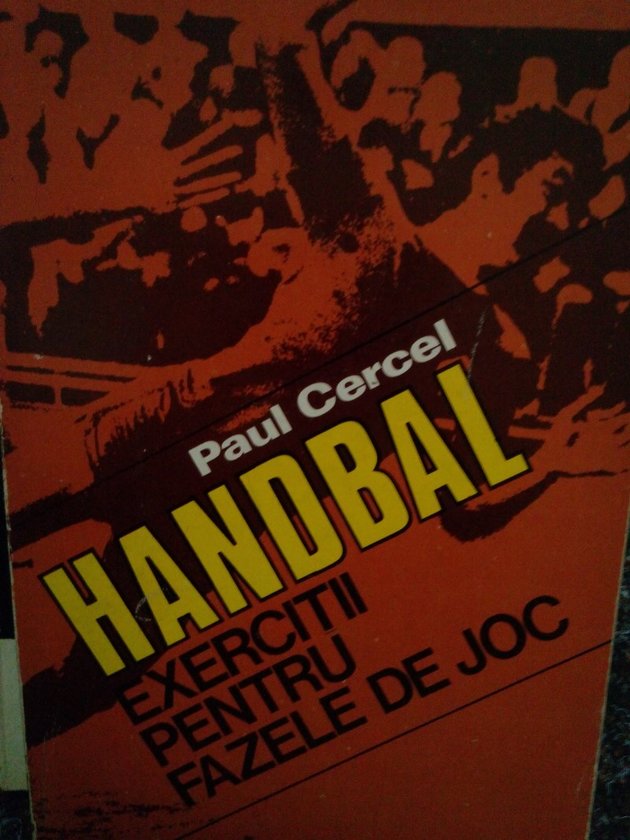 Paul Cercel
HANDBAL
EXERCITII
PENTRU
FAZELE DE JOC